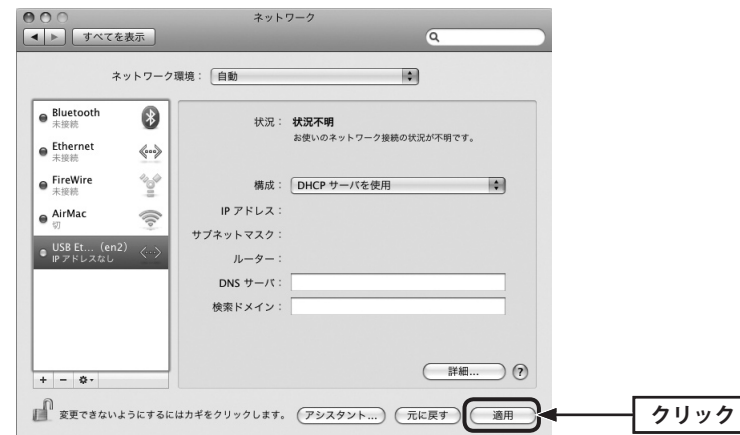 ネットワーク
すべてを表示
ネットワーク環境： 自動
Bluetooth
未接続
Ethernet
未接続
FireWire
未接続
AirMac
切
USB Et... (en2)
IP アドレスなし
状況： 状況不明
お使いのネットワーク接続の状況が不明です。
構成： DHCP サーバを使用
IP アドレス：
サブネットマスク：
ルーター：
DNS サーバ：
検索ドメイン：
詳細... ?
+ −
変更できないようにするにはカギをクリックします。 アシスタント... 元に戻す 適用
クリック